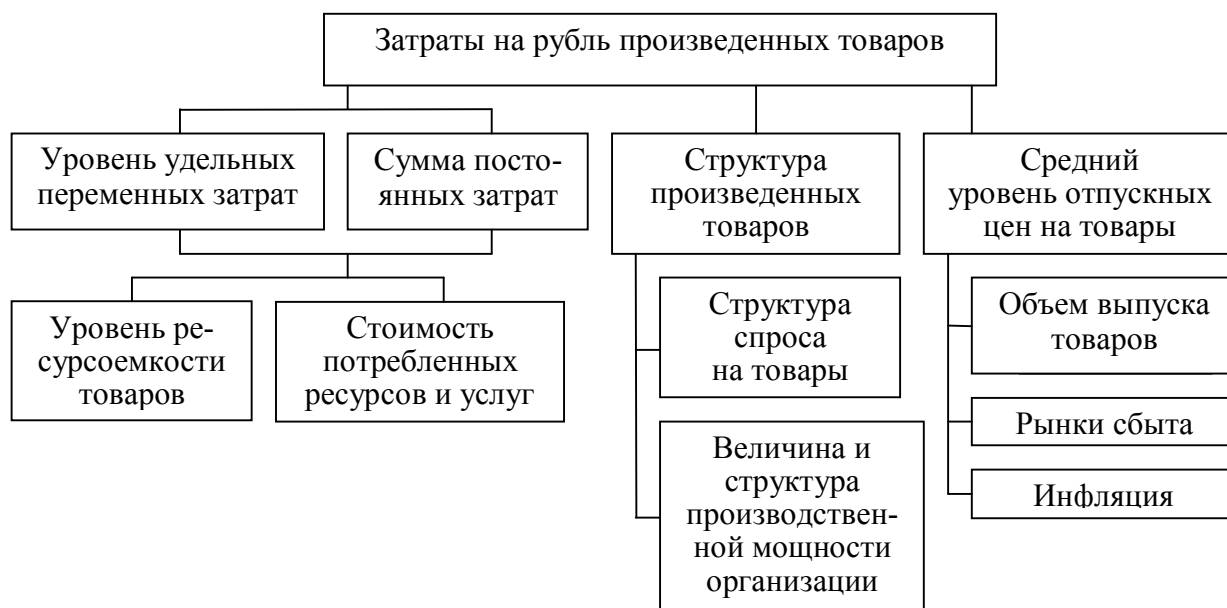 Затраты на рубль произведенных товаров
Уровень удельных
переменных затрат
Сумма посто-
янных затрат
Структура
произведенных
товаров
Средний
уровень отпускных
цен на товары
Уровень ре-
сурсоемкости
товаров
Стоимость
потребленных
ресурсов и услуг
Структура
спроса
на товары
Величина и
структура
производствен-
ной мощности
организации
Объем выпуска
товаров
Рынки сбыта
Инфляция